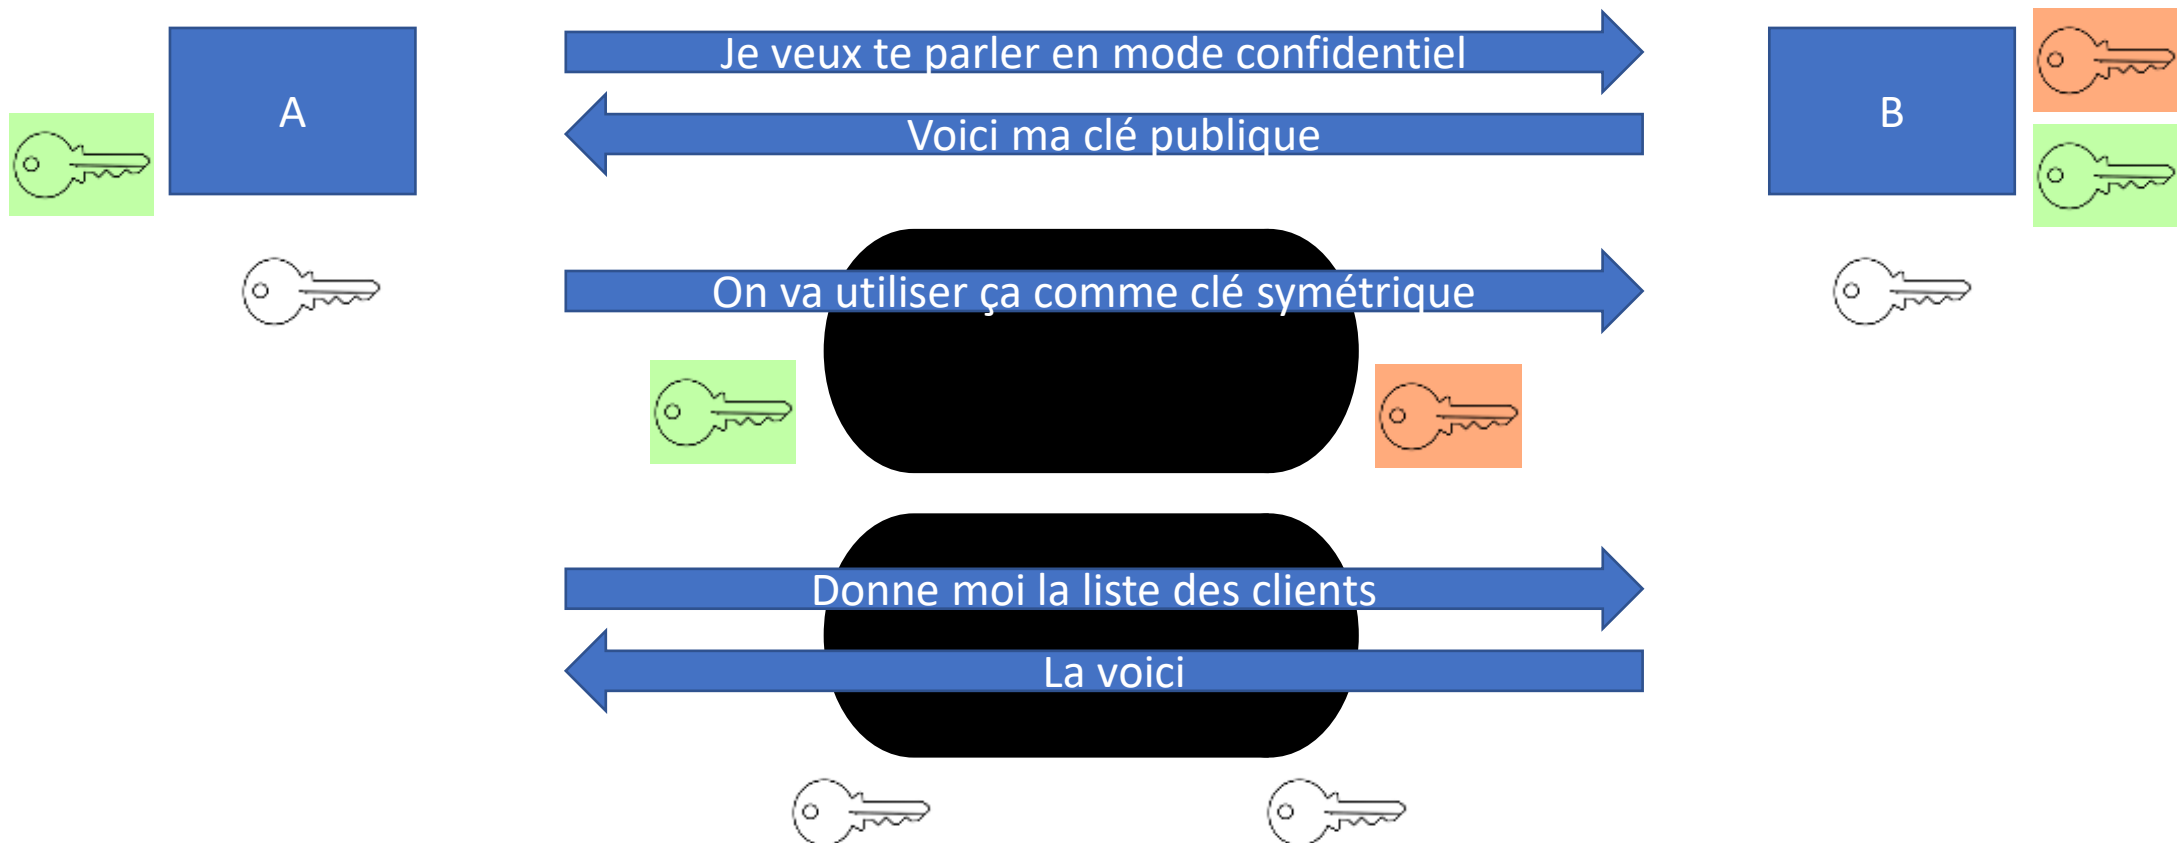 Je veux te parler en mode confidentiel
A
B
Voici ma clé publique
On va utiliser ça comme clé symétrique
Donne moi la liste des clients
La voici